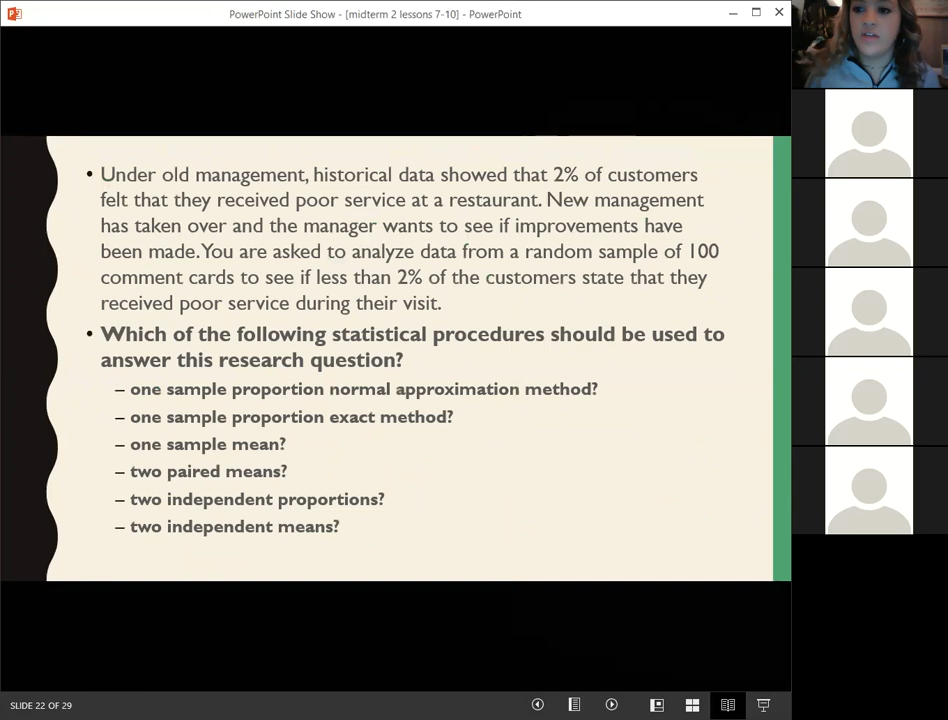 PowerPoint Slide Show - [midterm 2 lessons 7-10] - PowerPoint
• Under old management, historical data showed that 2% of customers
felt that they received poor service at a restaurant. New management
has taken over and the manager wants to see if improvements have
been made. You are asked to analyze data from a random sample of 100
comment cards to see if less than 2% of the customers state that they
received poor service during their visit.
• Which of the following statistical procedures should be used to
answer this research question?
– one sample proportion normal approximation method?
– one sample proportion exact method?
– one sample mean?
– two paired means?
– two independent proportions?
– two independent means?
SLIDE 22 OF 29